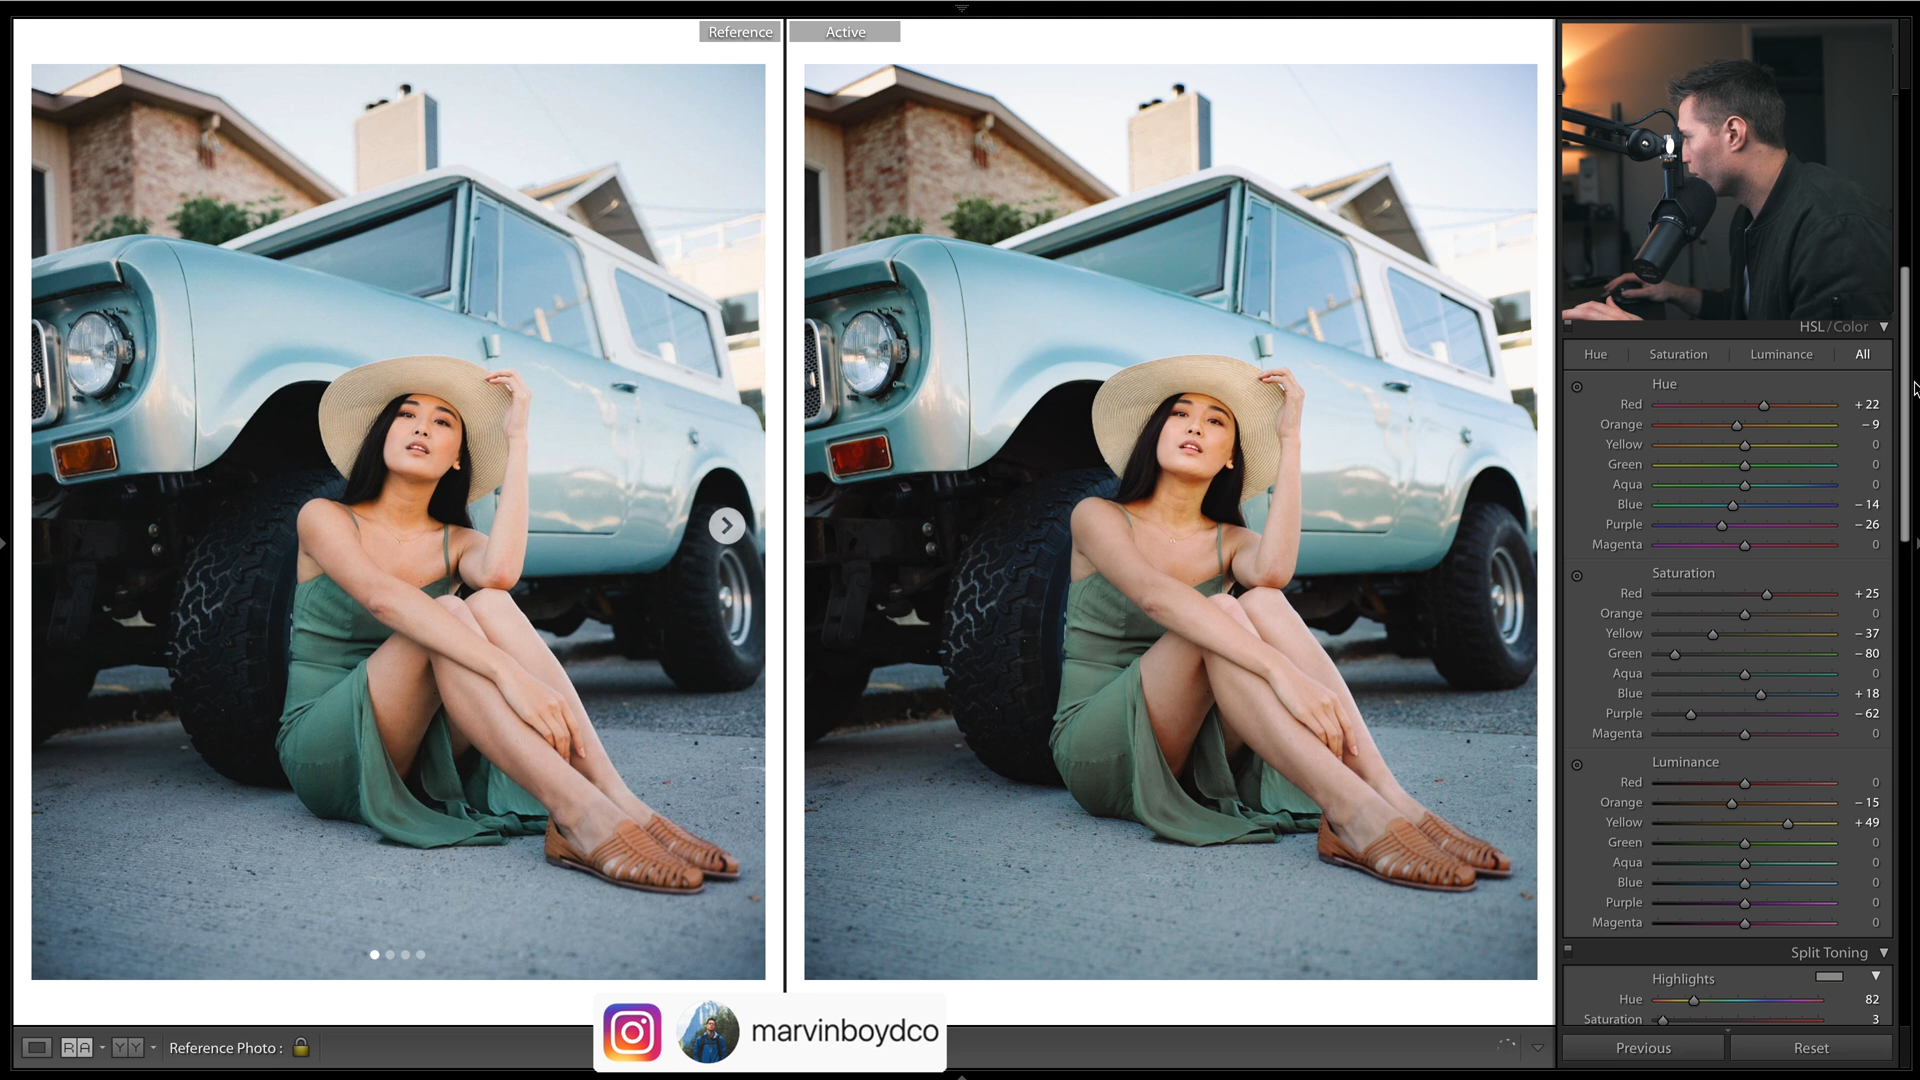 Reference
Active
HSL / Color
Hue
Saturation
Luminance
All
Hue
Red +22
Orange -9
Yellow 0
Green 0
Aqua 0
Blue -14
Purple -26
Magenta 0
Saturation
Red +25
Orange 0
Yellow -37
Green -80
Aqua 0
Blue +18
Purple -62
Magenta 0
Luminance
Red 0
Orange -15
Yellow +49
Green 0
Aqua 0
Blue 0
Purple 0
Magenta 0
Split Toning
Highlights
Hue 82
Saturation 3
RA YY Reference Photo :
marvinboydco
Previous
Reset